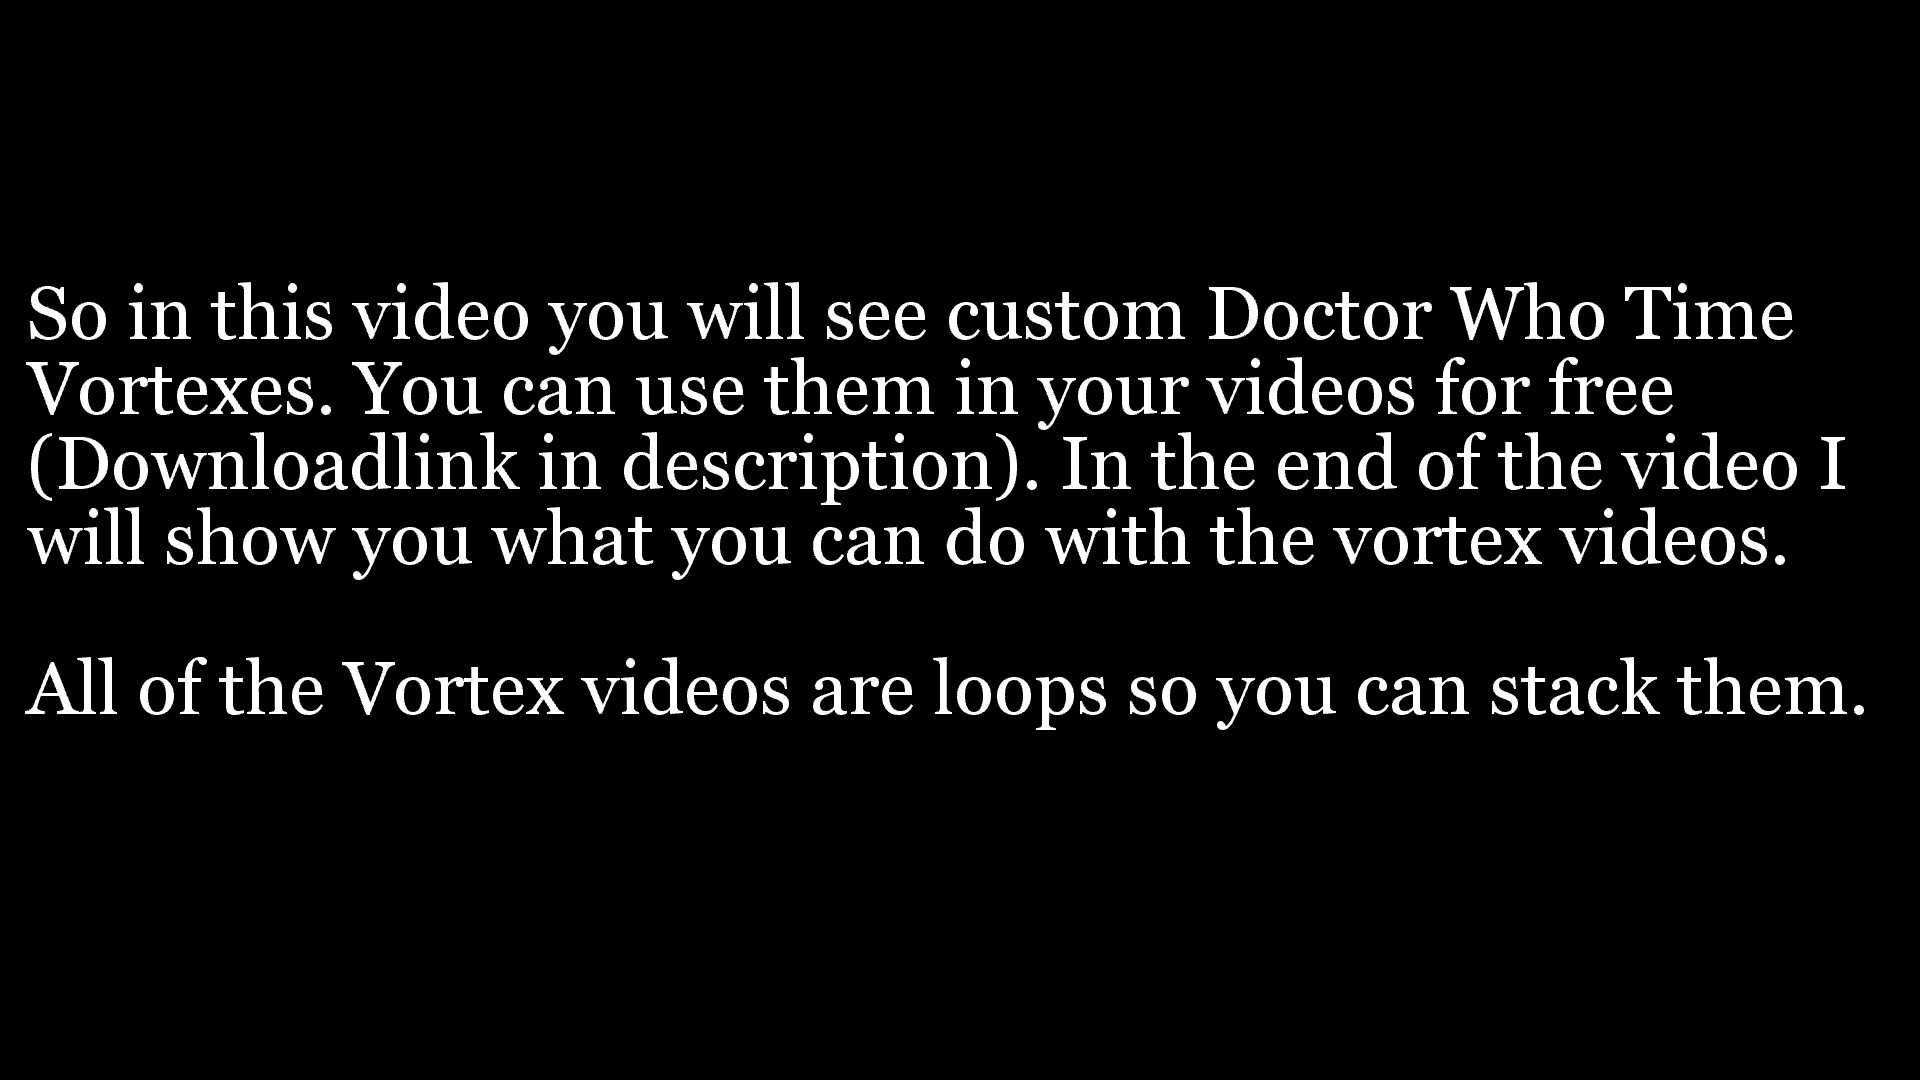 So in this video you will see custom Doctor Who Time
Vortexes. You can use them in your videos for free
(Downloadlink in description). In the end of the video I
will show you what you can do with the vortex videos.
All of the Vortex videos are loops so you can stack them.